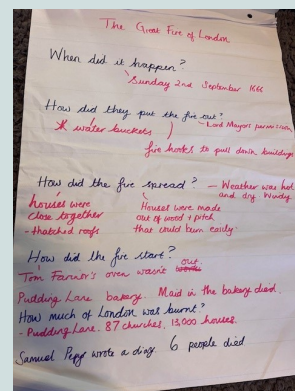 The Great Fire of London
When did it happen?
Sunday 2nd September 1666
How did they put the fire out?
- Lord Mayors permission
* water buckets
fire hooks to pull down buildings
How did the fire spread? - Weather was hot and dry Windy
houses were close together
- thatched roofs
Houses were made out of wood + pitch that could burn easily.
How did the fire start?
Tom Farriner's oven wasn't out.
Pudding Lane bakery. Maid in the bakery died.
How much of London was burnt?
- Pudding Lane - 87 churches, 13,000 houses.
Samuel Pepys wrote a diary. 6 people died